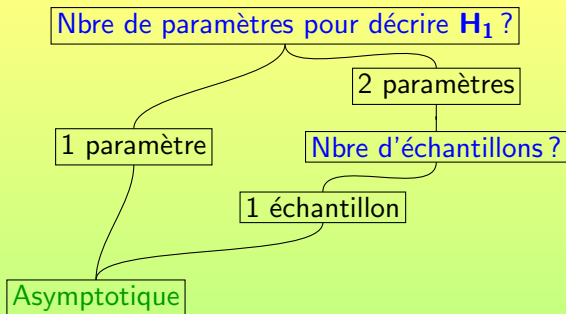 Nbre de paramètres pour décrire H₁ ?
2 paramètres
1 paramètre
Nbre d'échantillons ?
1 échantillon
Asymptotique